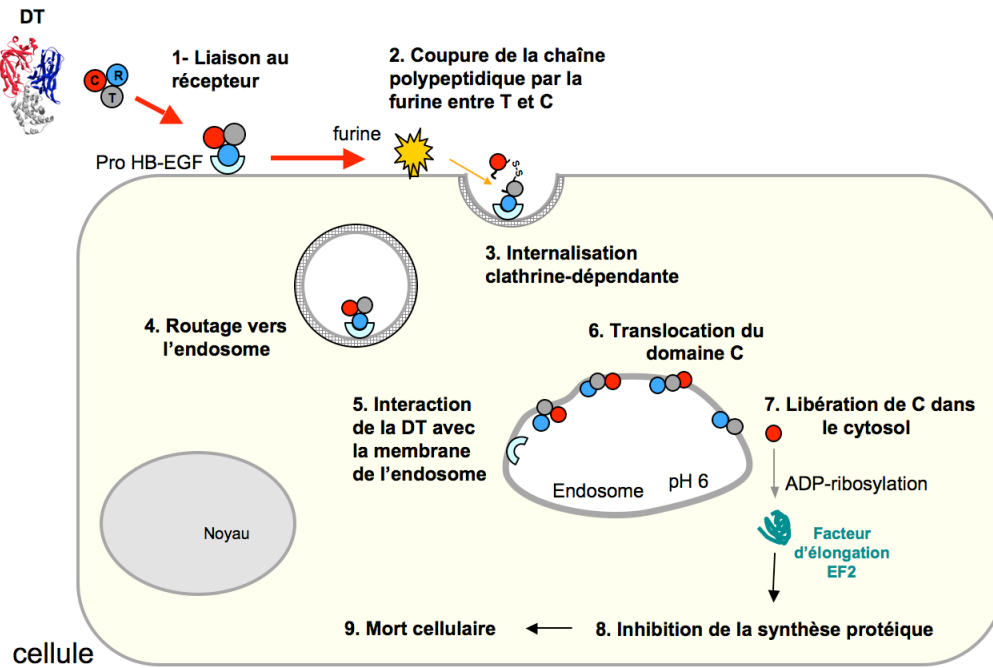 DT
C
R
T
1- Liaison au
récepteur
2. Coupure de la chaîne
polypeptidique par la
furine entre T et C
furine
Pro HB-EGF
S-S
3. Internalisation
clathrine-dépendante
4. Routage vers
l'endosome
5. Interaction
de la DT avec
la membrane
de l'endosome
6. Translocation du
domaine C
7. Libération de C dans
le cytosol
Endosome
pH 6
ADP-ribosylation
Facteur
d'élongation
EF2
Noyau
8. Inhibition de la synthèse protéique
9. Mort cellulaire
cellule